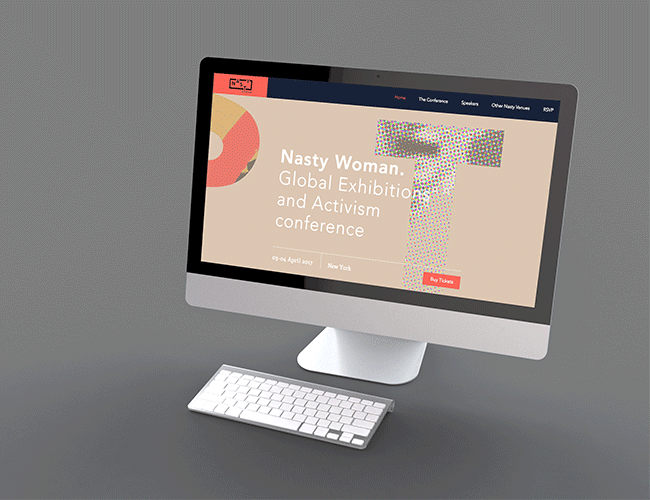 Home The Conference Speakers Other Nasty Venues RSVP
Nasty Woman.
Global Exhibitions
and Activism
conference
03-04 April 2017 New York
Buy Tickets